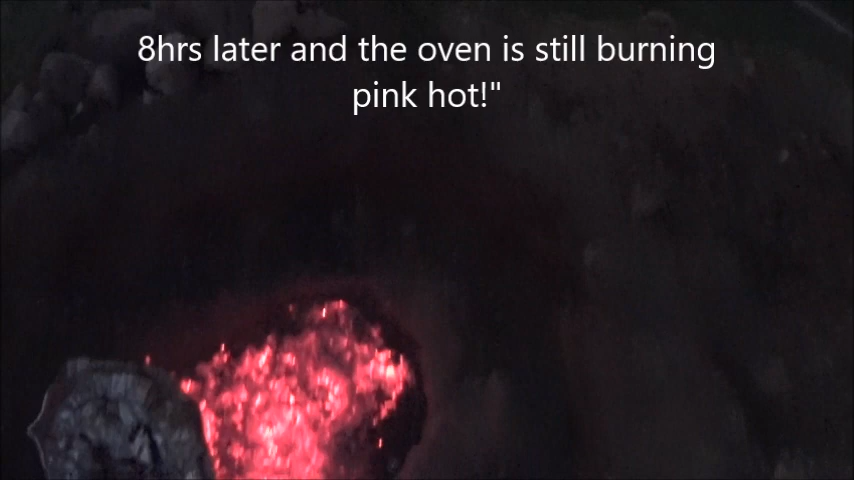 8hrs later and the oven is still burning
pink hot!"